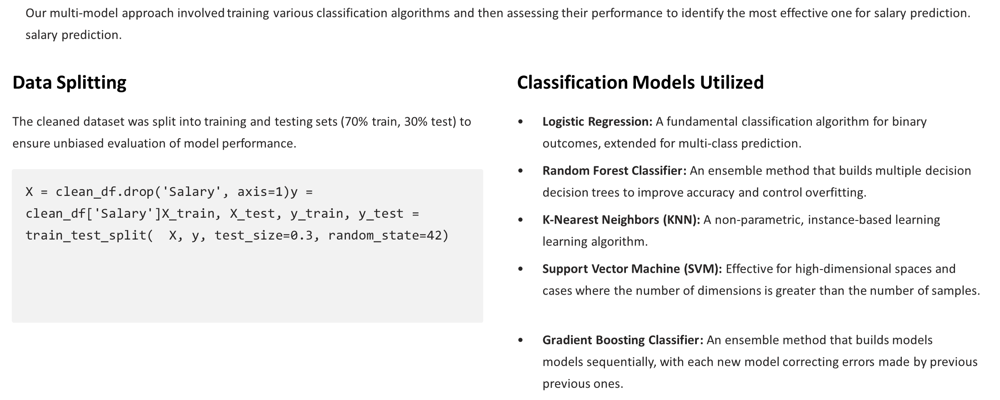 Our multi-model approach involved training various classification algorithms and then assessing their performance to identify the most effective one for salary prediction.
salary prediction.
Data Splitting
The cleaned dataset was split into training and testing sets (70% train, 30% test) to
ensure unbiased evaluation of model performance.
X = clean_df.drop('Salary', axis=1)y =
clean_df['Salary']X_train, X_test, y_train, y_test =
train_test_split(  X, y, test_size=0.3, random_state=42)
Classification Models Utilized
• Logistic Regression: A fundamental classification algorithm for binary
outcomes, extended for multi-class prediction.
• Random Forest Classifier: An ensemble method that builds multiple decision
decision trees to improve accuracy and control overfitting.
• K-Nearest Neighbors (KNN): A non-parametric, instance-based learning
learning algorithm.
• Support Vector Machine (SVM): Effective for high-dimensional spaces and
cases where the number of dimensions is greater than the number of samples.
• Gradient Boosting Classifier: An ensemble method that builds models
models sequentially, with each new model correcting errors made by previous
previous ones.